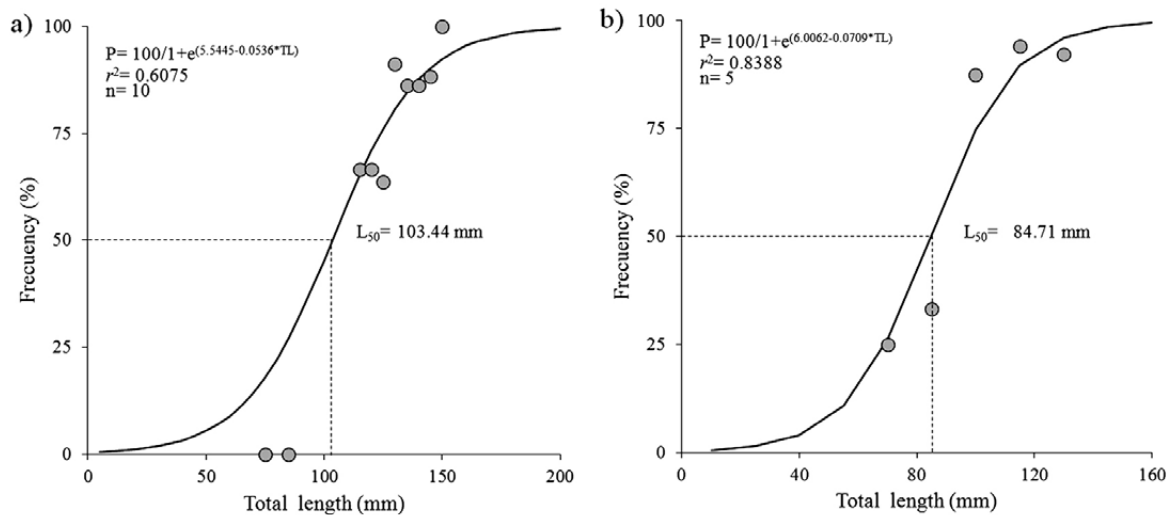 a)
P= 100/1+e^(5.5445-0.0536*TL)
r²= 0.6075
n= 10
100
75
50
25
0
Frecuency (%)
L₅₀= 103.44 mm
0 50 100 150 200
Total length (mm)
b)
P= 100/1+e^(6.0062-0.0709*TL)
r²= 0.8388
n= 5
100
75
50
25
0
Frecuency (%)
L₅₀= 84.71 mm
0 40 80 120 160
Total length (mm)